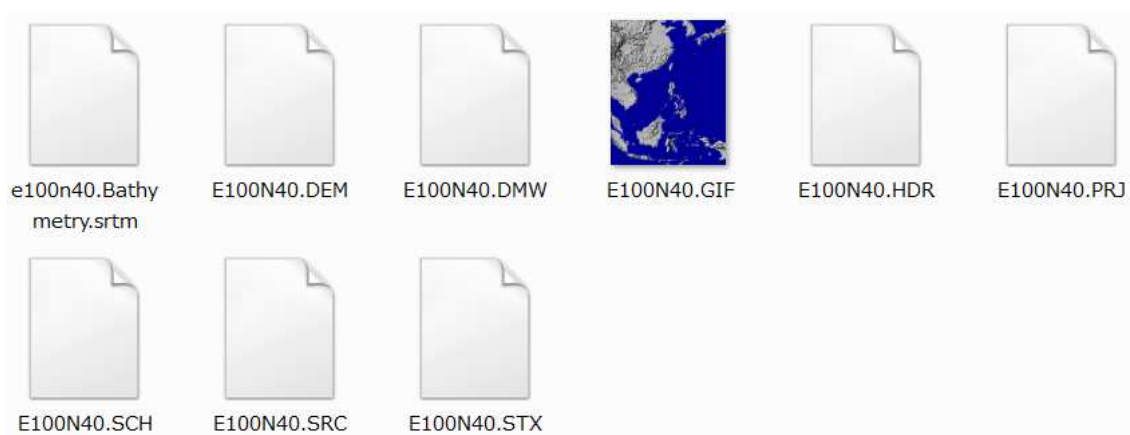 e100n40.Bathy
metry.srtm
E100N40.DEM
E100N40.DMW
E100N40.GIF
E100N40.HDR
E100N40.PRJ
E100N40.SCH
E100N40.SRC
E100N40.STX